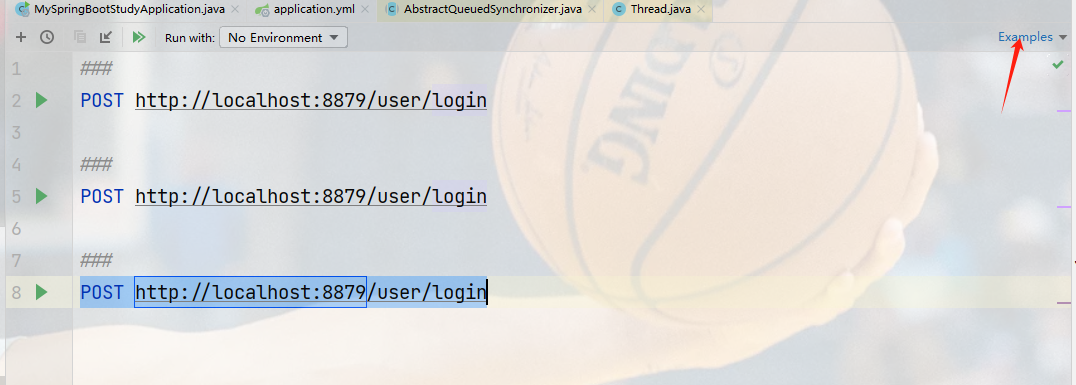 MySpringBootStudyApplication.java application.yml AbstractQueuedSynchronizer.java Thread.java
Run with: No Environment Examples
1 ###
2 POST http://localhost:8879/user/login
3
4 ###
5 POST http://localhost:8879/user/login
6
7 ###
8 POST http://localhost:8879/user/login